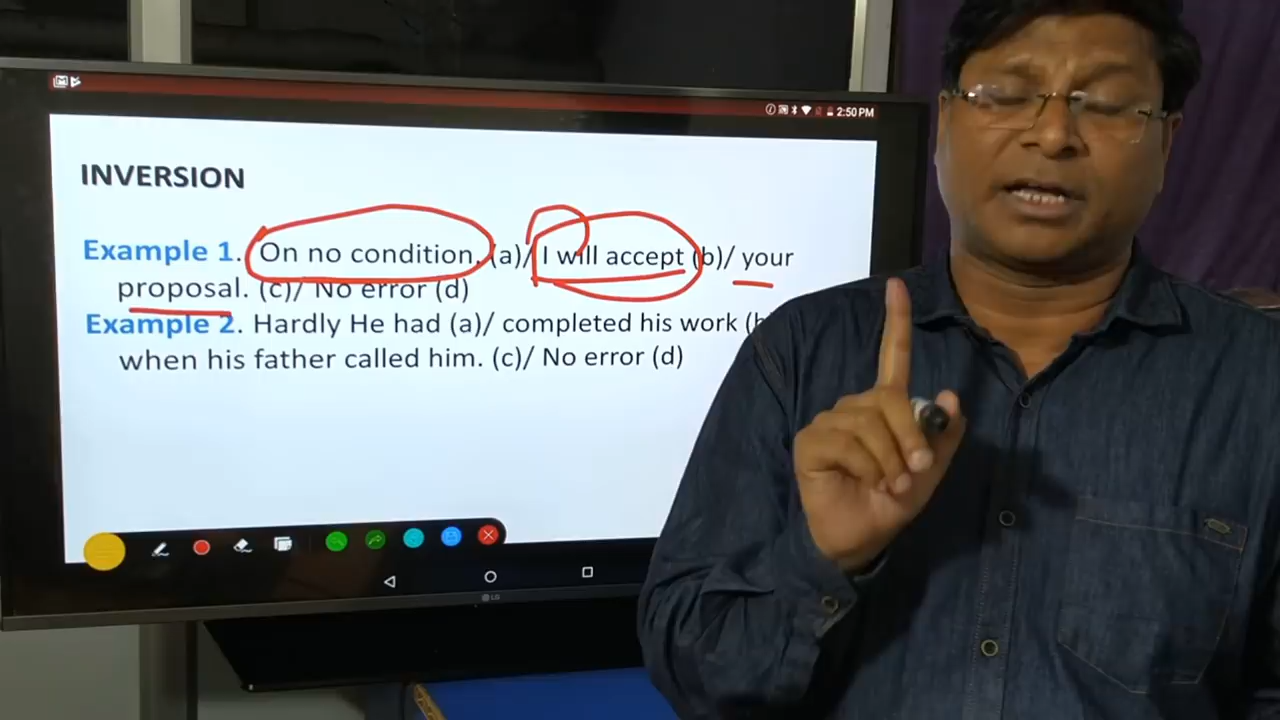 2:50 PM
INVERSION
Example 1. On no condition, (a)/ I will accept (b)/ your
proposal. (c)/ No error (d)
Example 2. Hardly He had (a)/ completed his work
when his father called him. (c)/ No error (d)
LG